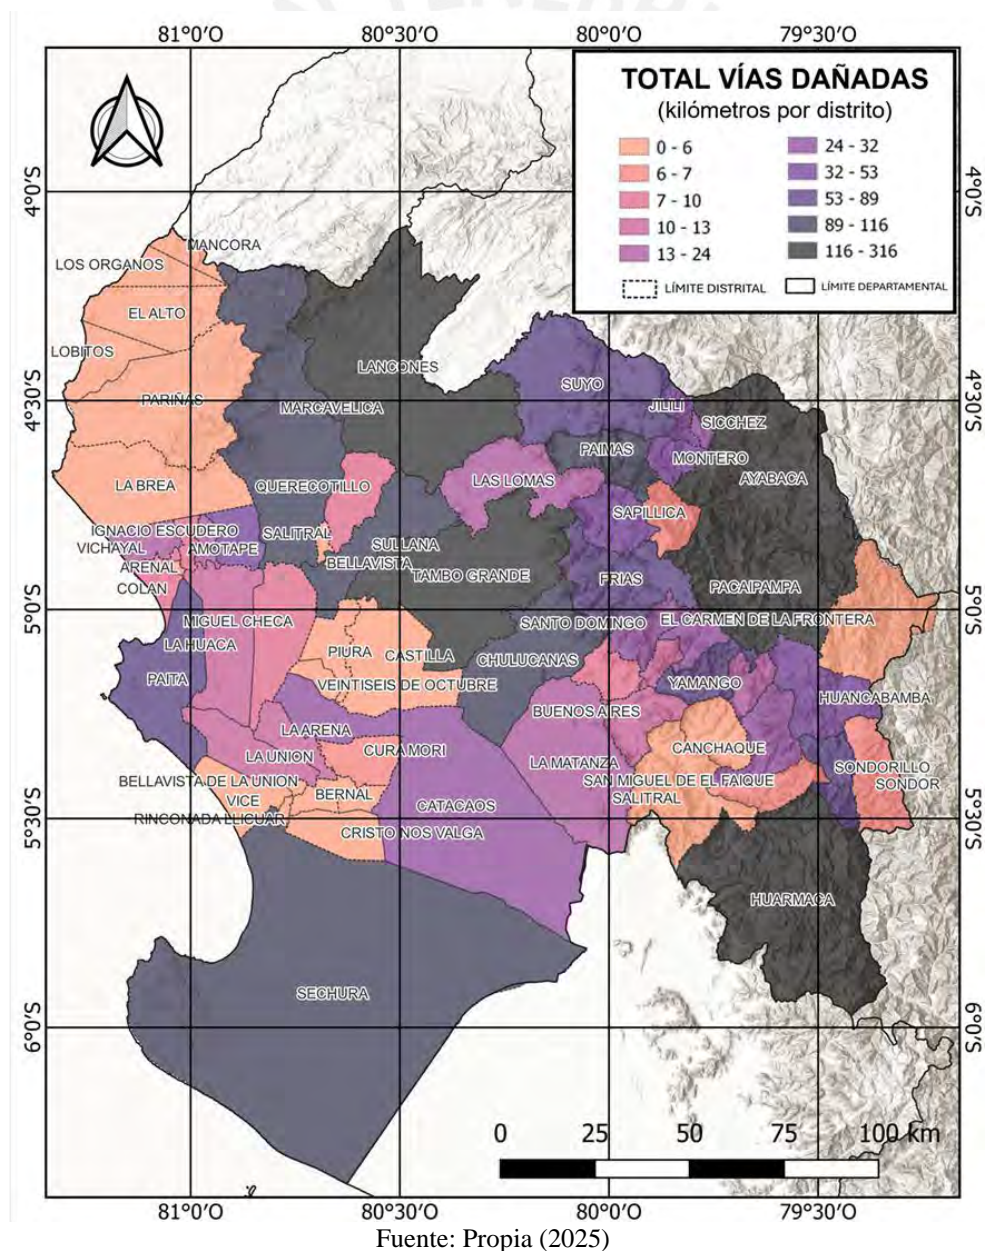 81°0'O 80°30'O 80°0'O 79°30'O
TOTAL VÍAS DAÑADAS
(kilómetros por distrito)
0 - 6
6 - 7
7 - 10
10 - 13
13 - 24
24 - 32
32 - 53
53 - 89
89 - 116
116 - 316
LÍMITE DISTRITAL
LÍMITE DEPARTAMENTAL
4°0'S 4°0'S
MANCORA
LOS ORGANOS
EL ALTO
LOBITOS
LANCONES
SUYO
4°30'S 4°30'S
PARIÑAS
MARCAVELICA
JILILI
SICCHEZ
PAIMAS
MONTERO
AYABACA
LA BREA
QUERECOTILLO
LAS LOMAS
SAPILLICA
IGNACIO ESCUDERO
VICHAYAL
AMOTAPE
SALITRAL
SULLANA
ARENAL
BELLAVISTA
TAMBO GRANDE
FRIAS
COLAN
PACAIPAMPA
5°0'S 5°0'S
MIGUEL CHECA
SANTO DOMINGO
EL CARMEN DE LA FRONTERA
LA HUACA
PIURA
CASTILLA
CHULUCANAS
PAITA
VEINTISEIS DE OCTUBRE
YAMANGO
HUANCABAMBA
BUENOS AIRES
LA ARENA
LA UNION
CURA MORI
CANCHAQUE
LA MATANZA
SONDORILLO
BELLAVISTA DE LA UNION
SAN MIGUEL DE EL FAIQUE
SONDOR
VICE
BERNAL
SALITRAL
CATACAOS
RINCONADA LLICUAR
5°30'S 5°30'S
CRISTO NOS VALGA
HUARMACA
SECHURA
6°0'S 6°0'S
0 25 50 75 100 km
81°0'O 80°30'O 80°0'O 79°30'O
Fuente: Propia (2025)